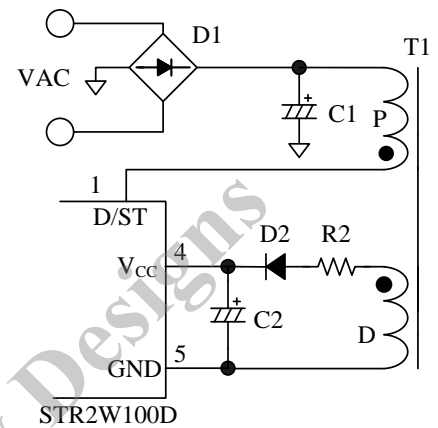 D1
T1
VAC
C1
P
1
D/ST
D2
R2
VCC
4
C2
D
GND
5
STR2W100D
Designs